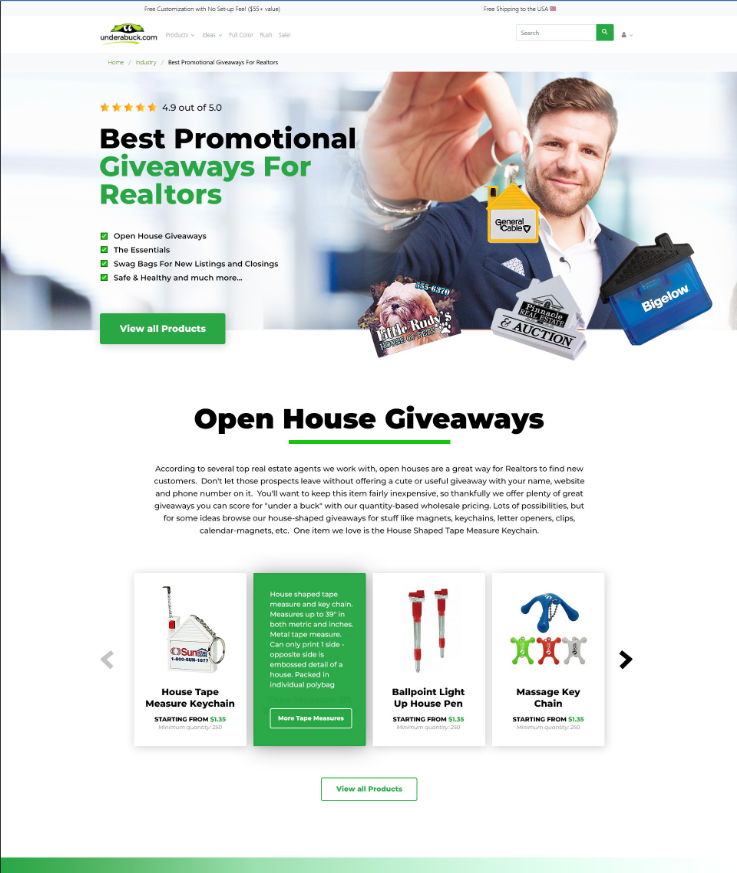 Free Customization with No Set-up Fee! ($55+ value)
Free Shipping to the USA
underabuck.com
Products
Ideas
Full Color
Rush
Sale!
Search
Home / Industry / Best Promotional Giveaways For Realtors
4.9 out of 5.0
Best Promotional
Giveaways For
Realtors
Open House Giveaways
The Essentials
Swag Bags For New Listings and Closings
Safe & Healthy and much more...
View all Products
General
Cable
555-6370
Little Rudy's
HOUSE OF PETS
Pinnacle
REAL ESTATE
& AUCTION
Bigelow
Open House Giveaways
According to several top real estate agents we work with, open houses are a great way for Realtors to find new
customers. Don't let those prospects leave without offering a cute or useful giveaway with your name, website
and phone number on it. You'll want to keep this item fairly inexpensive, so thankfully we offer plenty of great
giveaways you can score for "under a buck" with our quantity-based wholesale pricing. Lots of possibilities, but
for some ideas browse our house-shaped giveaways for stuff like magnets, keychains, letter openers, clips,
calendar-magnets, etc. One item we love is the House Shaped Tape Measure Keychain.
Sun
1-800-SUN-1077
House Tape
Measure Keychain
STARTING FROM $1.35
Minimum quantity: 250
House shaped tape
measure and key chain.
Measures up to 39" in
both metric and inches.
Metal tape measure.
Can only print 1 side -
opposite side is
embossed detail of a
house. Packed in
individual polybag
More Tape Measures
Ballpoint Light
Up House Pen
STARTING FROM $1.35
Minimum quantity: 250
Massage Key
Chain
STARTING FROM $1.35
Minimum quantity: 250
View all Products